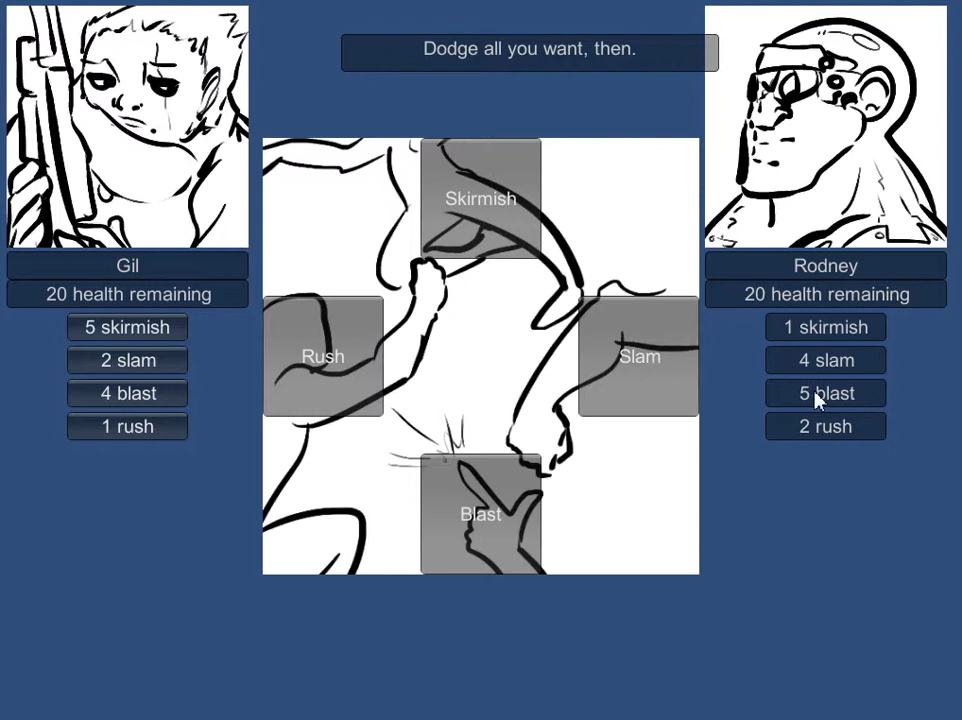 Dodge all you want, then.
Gil
20 health remaining
5 skirmish
2 slam
4 blast
1 rush
Skirmish
Rush
Slam
Blast
Rodney
20 health remaining
1 skirmish
4 slam
5 blast
2 rush